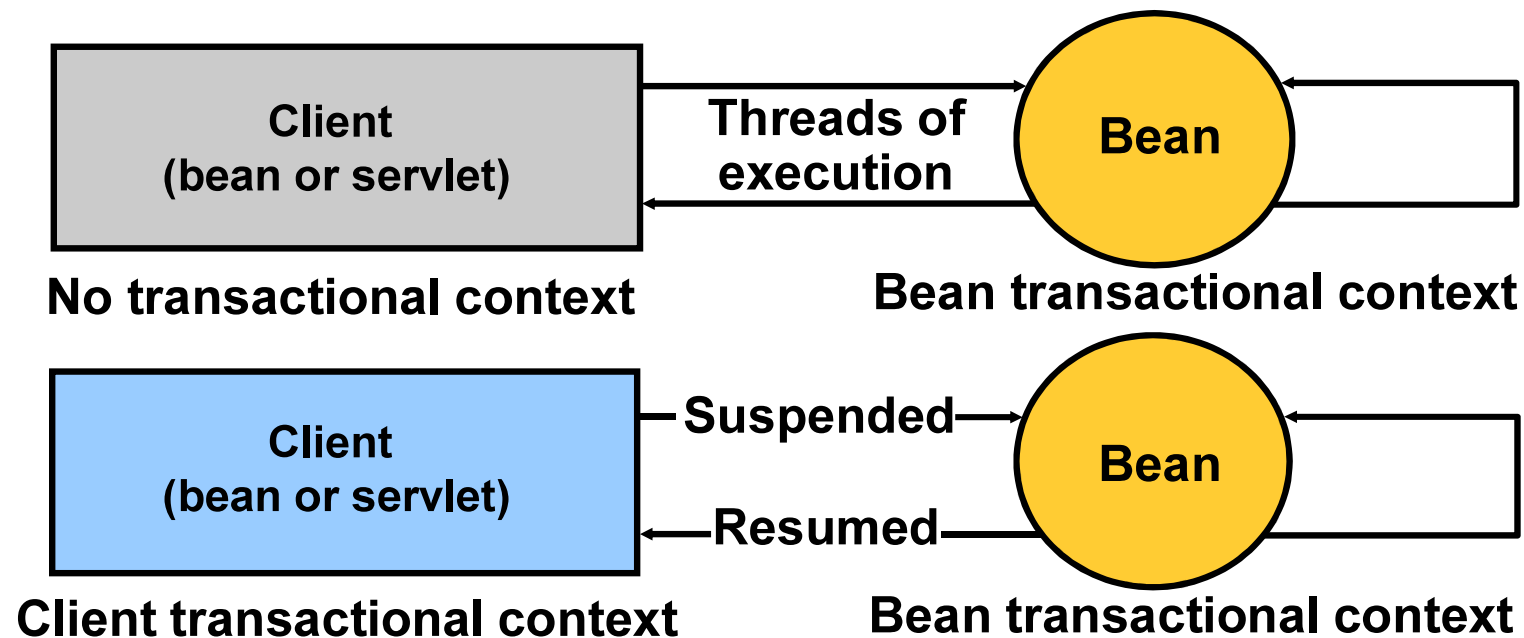 Client
(bean or servlet)
Threads of
execution
Bean
No transactional context
Bean transactional context
Client
(bean or servlet)
Suspended
Resumed
Bean
Client transactional context
Bean transactional context